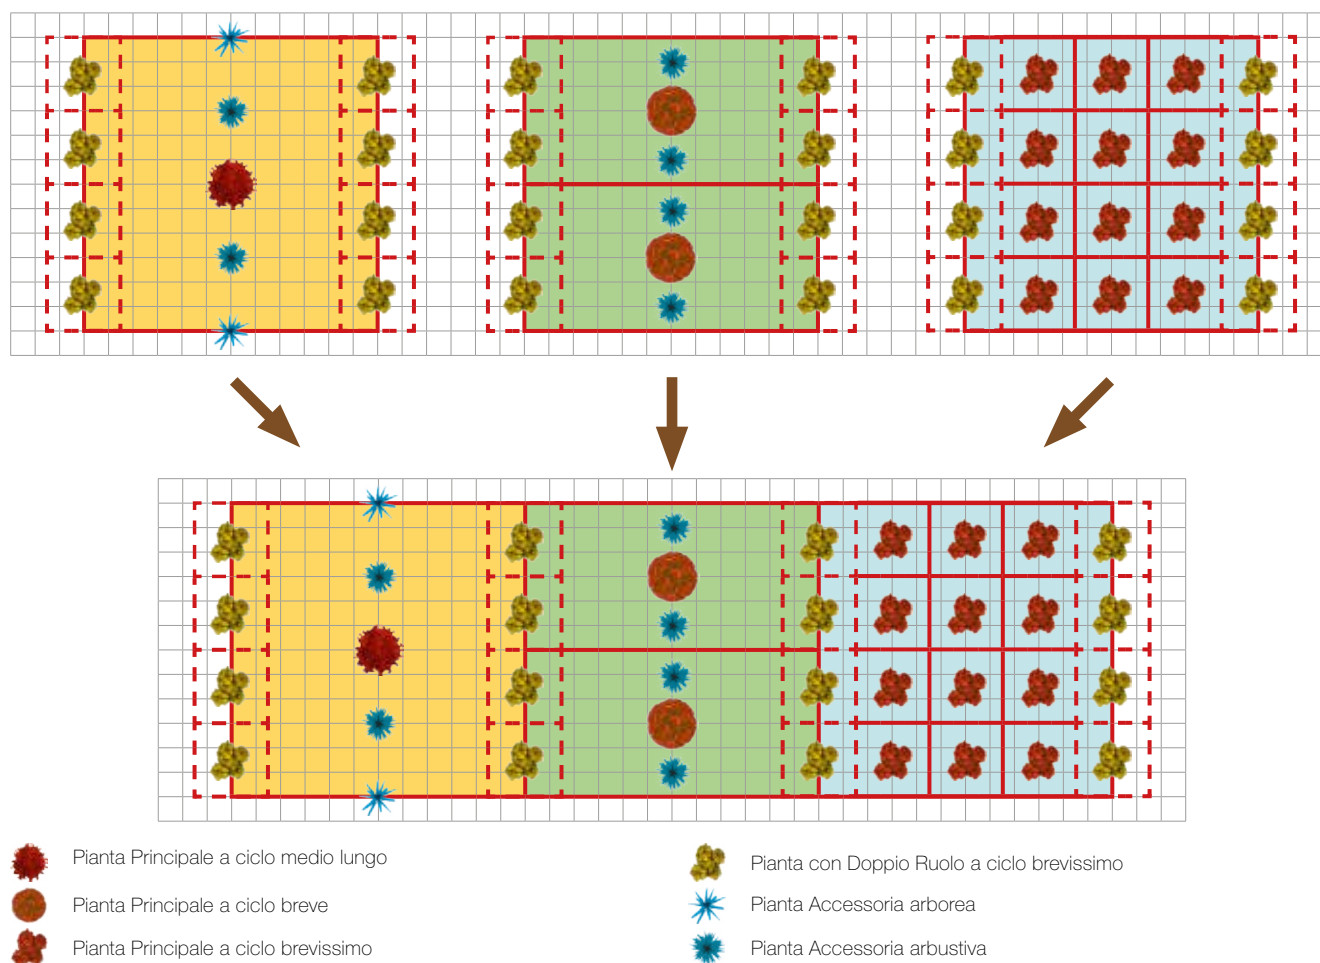 Pianta Principale a ciclo medio lungo
Pianta Principale a ciclo breve
Pianta Principale a ciclo brevissimo
Pianta con Doppio Ruolo a ciclo brevissimo
Pianta Accessoria arborea
Pianta Accessoria arbustiva